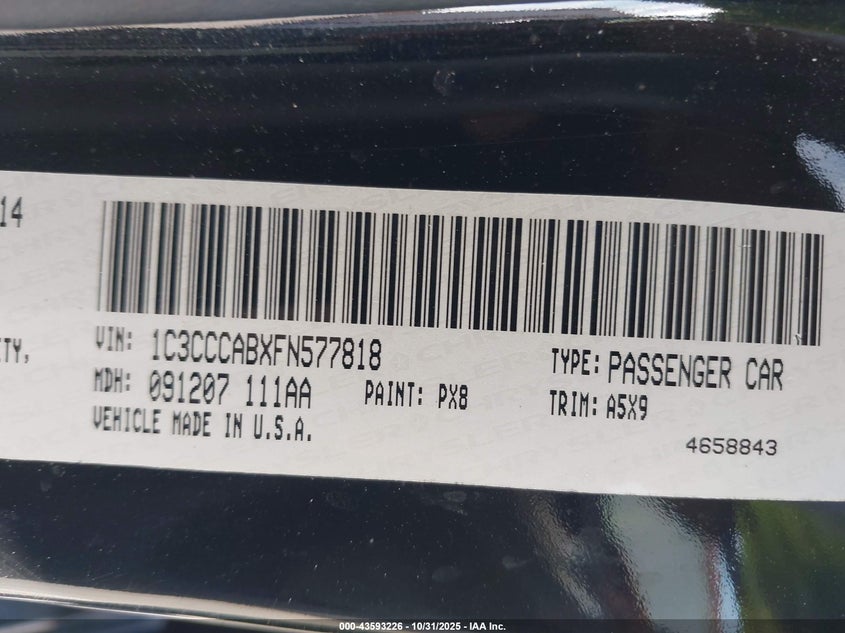 14
ITY,
VIN: 1C3CCCABXFN577818
TYPE: PASSENGER CAR
MDH: 091207 111AA
PAINT: PX8
TRIM: A5X9
VEHICLE MADE IN U.S.A.
4658843
000-43593226 - 10/31/2025 - IAA Inc.